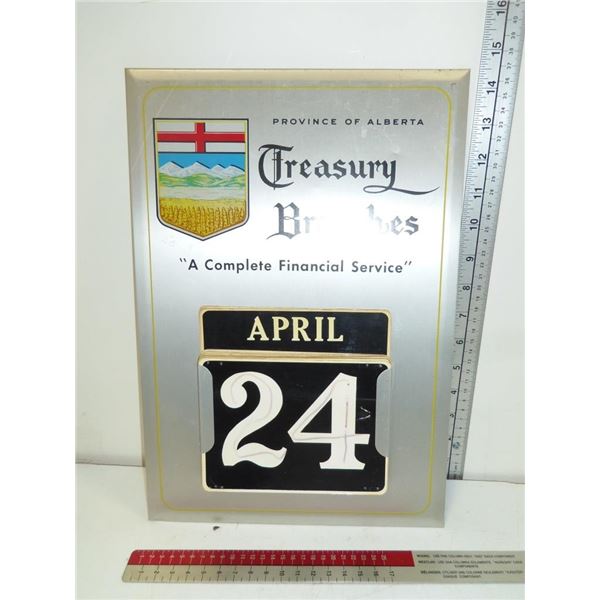 PROVINCE OF ALBERTA
Treasury
"A Complete Financial Service"
APRIL
24